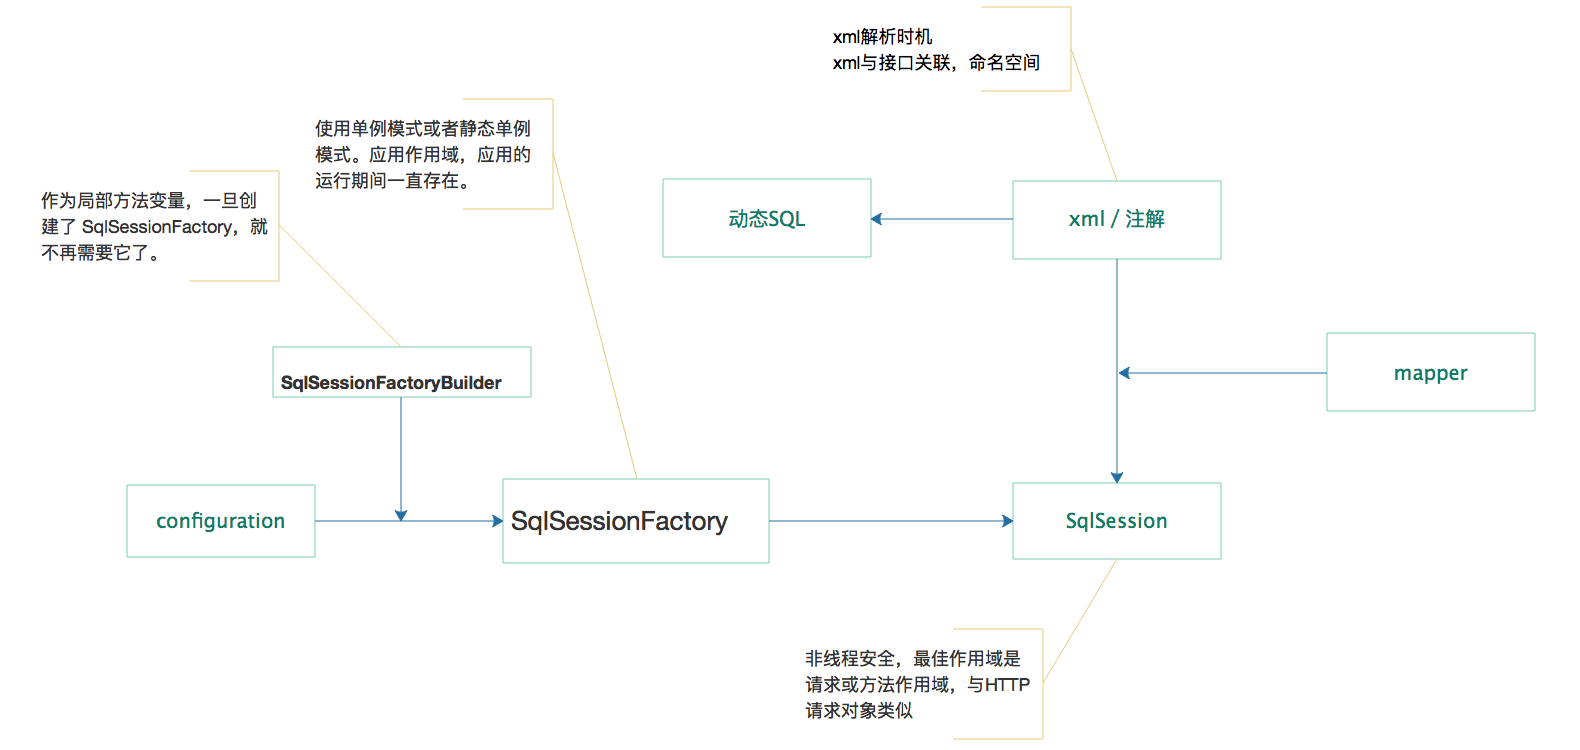 xml解析时机
xml与接口关联，命名空间
使用单例模式或者静态单例
模式。应用作用域，应用的
运行期间一直存在。
作为局部方法变量，一旦创
建了 SqlSessionFactory，就
不再需要它了。
动态SQL
xml / 注解
SqlSessionFactoryBuilder
mapper
configuration
SqlSessionFactory
SqlSession
非线程安全，最佳作用域是
请求或方法作用域，与HTTP
请求对象类似